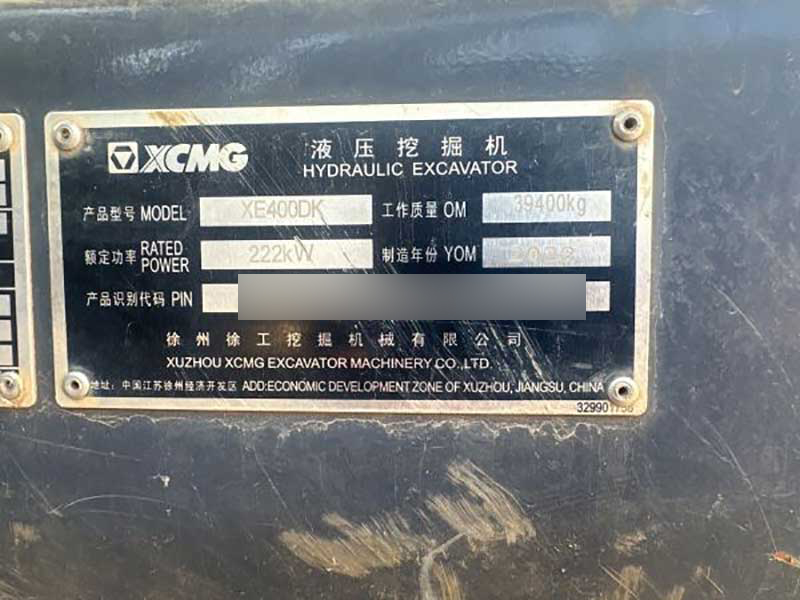 XCMG
液压挖掘机
HYDRAULIC EXCAVATOR
产品型号 MODEL XE400DK 工作质量 OM 39400kg
额定功率 RATED POWER 222kW 制造年份 YOM
产品识别代码 PIN
徐州徐工挖掘机械有限公司
XUZHOU XCMG EXCAVATOR MACHINERY CO.,LTD.
地址: 中国江苏徐州经济开发区 ADD:ECONOMIC DEVELOPMENT ZONE OF XUZHOU, JIANGSU, CHINA